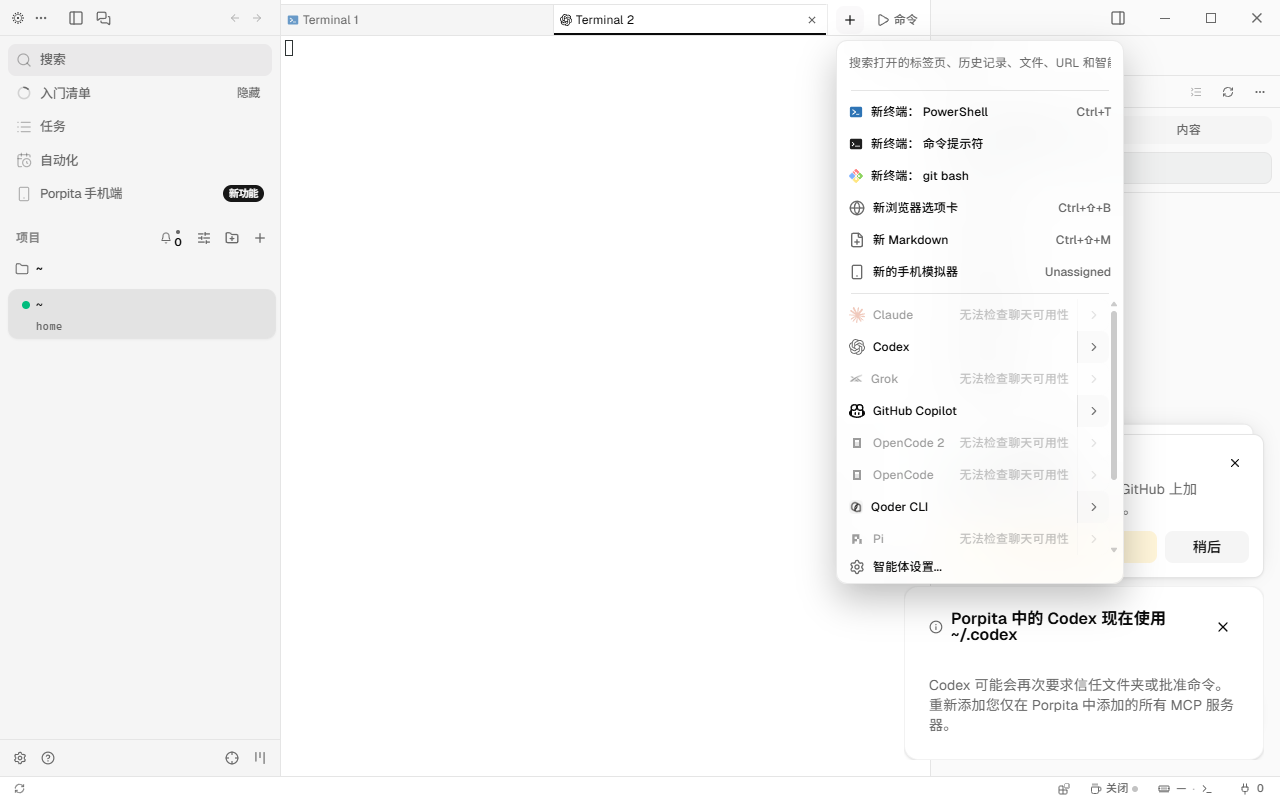 Terminal 1
Terminal 2
命令
搜索
入门清单
隐藏
任务
自动化
Porpita 手机端
新功能
项目
0
~
~
home
搜索打开的标签页、历史记录、文件、URL 和智
新终端： PowerShell
Ctrl+T
新终端： 命令提示符
新终端： git bash
新浏览器选项卡
Ctrl+⇧+B
新 Markdown
Ctrl+⇧+M
新的手机模拟器
Unassigned
Claude
无法检查聊天可用性
Codex
Grok
无法检查聊天可用性
GitHub Copilot
OpenCode 2
无法检查聊天可用性
OpenCode
无法检查聊天可用性
Qoder CLI
Pi
无法检查聊天可用性
智能体设置...
内容
GitHub 上加
。
稍后
Porpita 中的 Codex 现在使用
~/.codex
Codex 可能会再次要求信任文件夹或批准命令。
重新添加您仅在 Porpita 中添加的所有 MCP 服务
器。
关闭
0